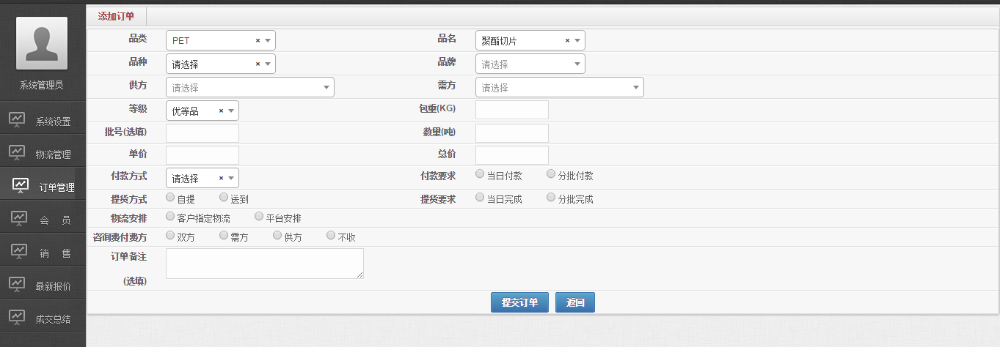 添加订单
系统管理员
系统设置
物流管理
订单管理
会 员
销 售
最新报价
成交总结
品类 PET × 品名 聚酯切片 ×
品种 请选择 × 品牌 请选择
供方 请选择 需方 请选择
等级 优等品 × 包重(KG)
批号(选填) 数量(吨)
单价 总价
付款方式 请选择 × 付款要求 当日付款 分批付款
提货方式 自提 送到 提货要求 当日完成 分批完成
物流安排 客户指定物流 平台安排
咨询费付费方 双方 需方 供方 不收
订单备注
(选填)
提交订单 返回